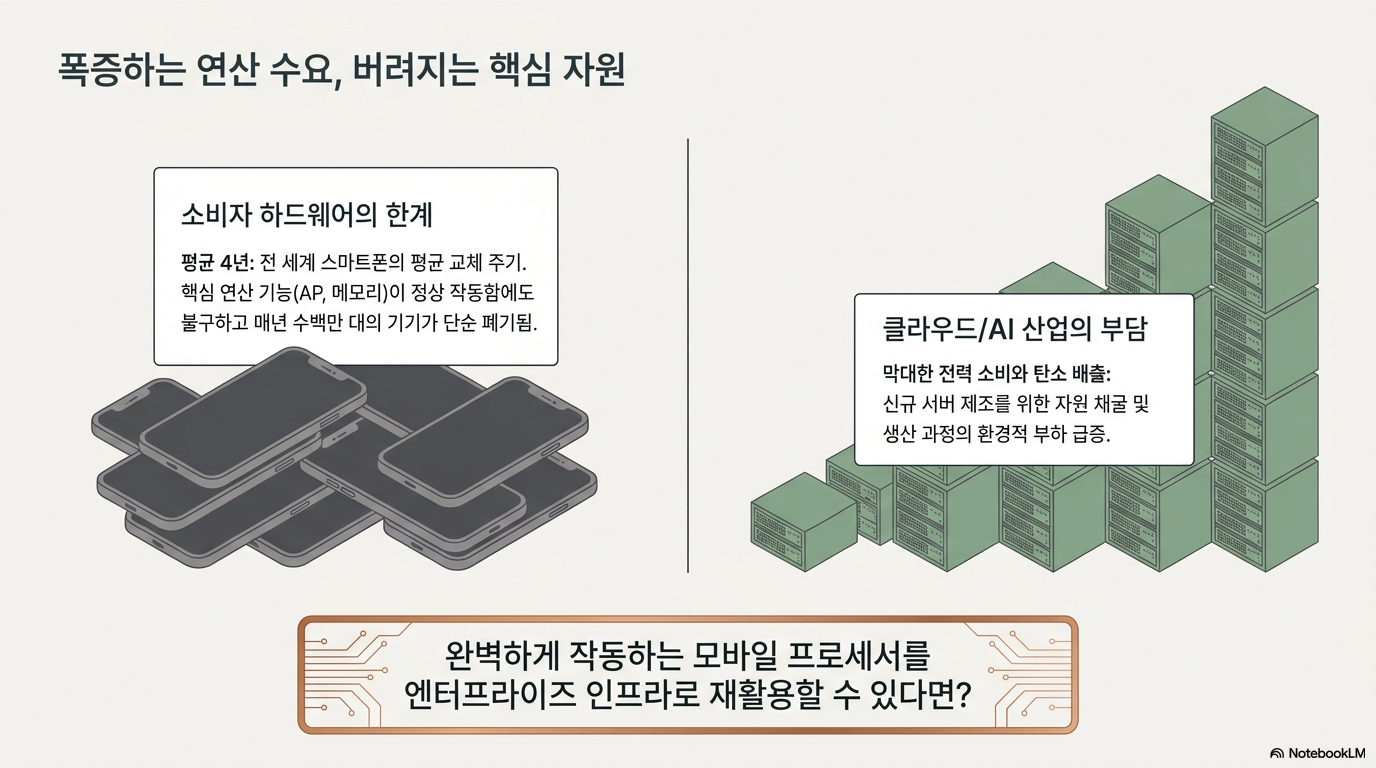 폭증하는 연산 수요, 버려지는 핵심 자원
소비자 하드웨어의 한계
평균 4년: 전 세계 스마트폰의 평균 교체 주기.
핵심 연산 기능(AP, 메모리)이 정상 작동함에도
불구하고 매년 수백만 대의 기기가 단순 폐기됨.
클라우드/AI 산업의 부담
막대한 전력 소비와 탄소 배출:
신규 서버 제조를 위한 자원 채굴 및
생산 과정의 환경적 부하 급증.
완벽하게 작동하는 모바일 프로세서를
엔터프라이즈 인프라로 재활용할 수 있다면?
NotebookLM